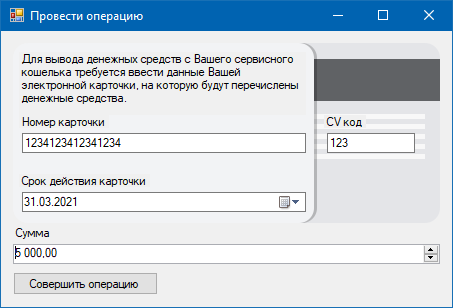 Провести операцию
Для вывода денежных средств с Вашего сервисного
кошелька требуется ввести данные Вашей
электронной карточки, на которую будут перечислены
денежные средства.
Номер карточки
CV код
1234123412341234
123
Срок действия карточки
31.03.2021
Сумма
5 000,00
Совершить операцию